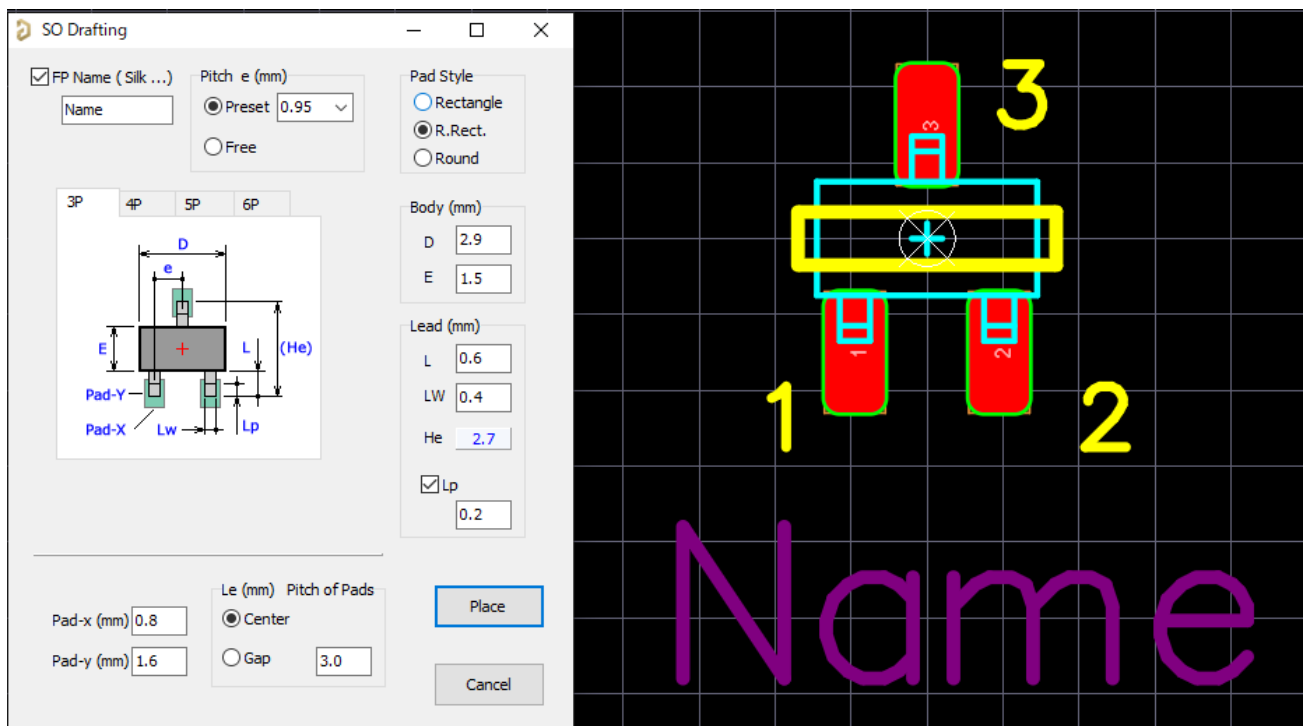 SO Drafting
FP Name ( Silk ...)
Name
Pitch e (mm)
Preset 0.95
Free
Pad Style
Rectangle
R.Rect.
Round
3P 4P 5P 6P
D
e
E
L
(He)
Pad-Y
Pad-X
Lw
Lp
Body (mm)
D 2.9
E 1.5
Lead (mm)
L 0.6
LW 0.4
He 2.7
Lp
0.2
Pad-x (mm) 0.8
Pad-y (mm) 1.6
Le (mm) Pitch of Pads
Center
Gap 3.0
Place
Cancel
3
3
1
2
1
2
Name